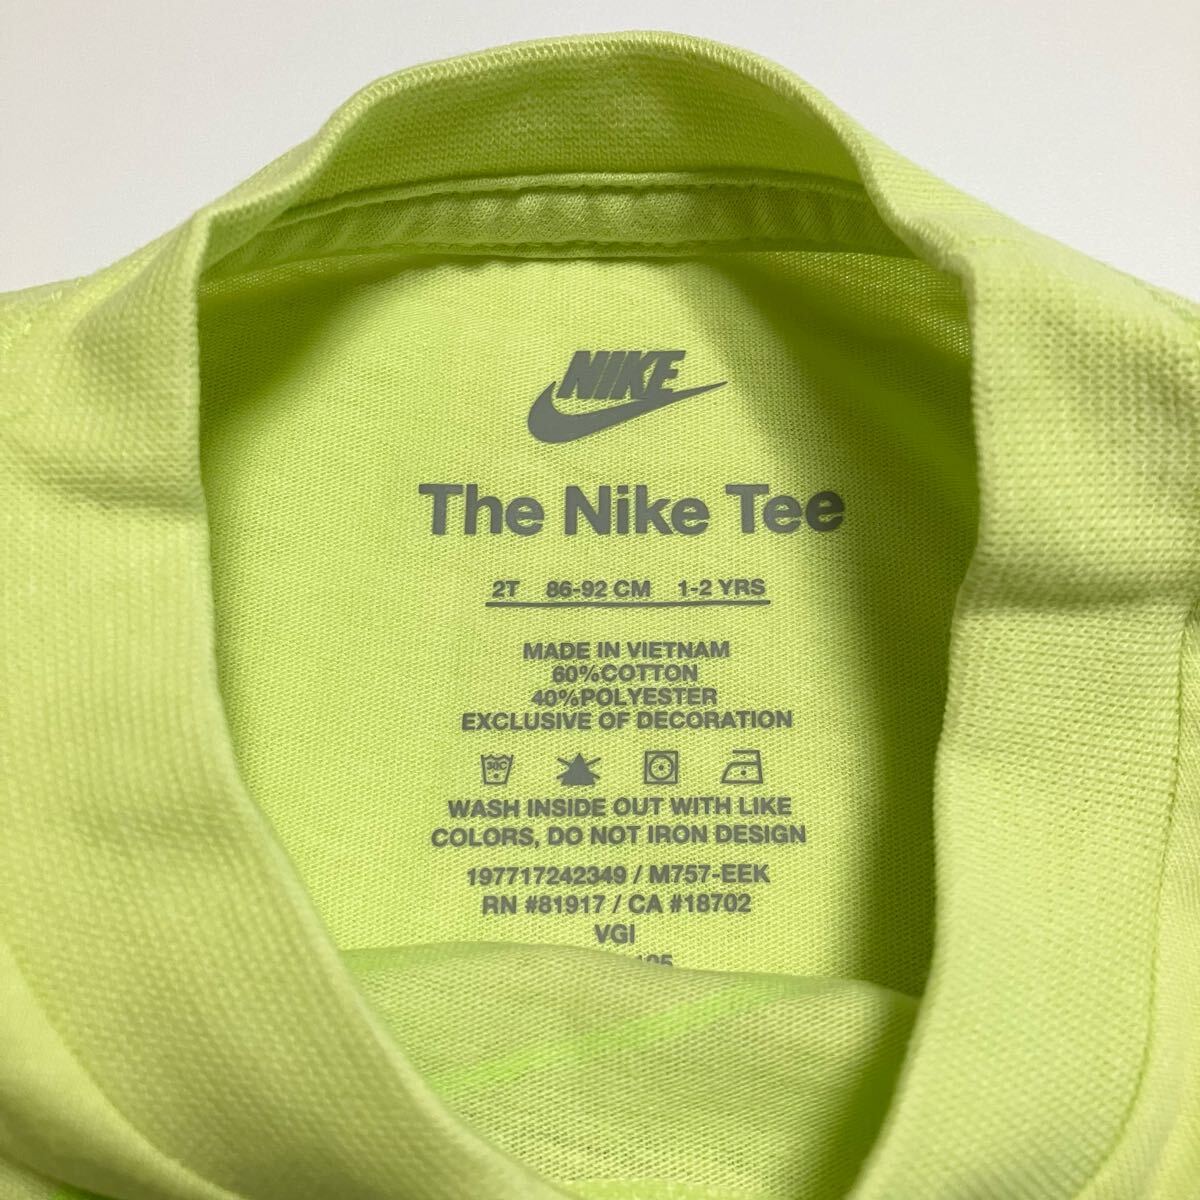 NIKE
The Nike Tee
2T 86-92 CM 1-2 YRS
MADE IN VIETNAM
60%COTTON
40%POLYESTER
EXCLUSIVE OF DECORATION
30C
WASH INSIDE OUT WITH LIKE
COLORS, DO NOT IRON DESIGN
197717242349 / M757-EEK
RN #81917 / CA #18702
VGI